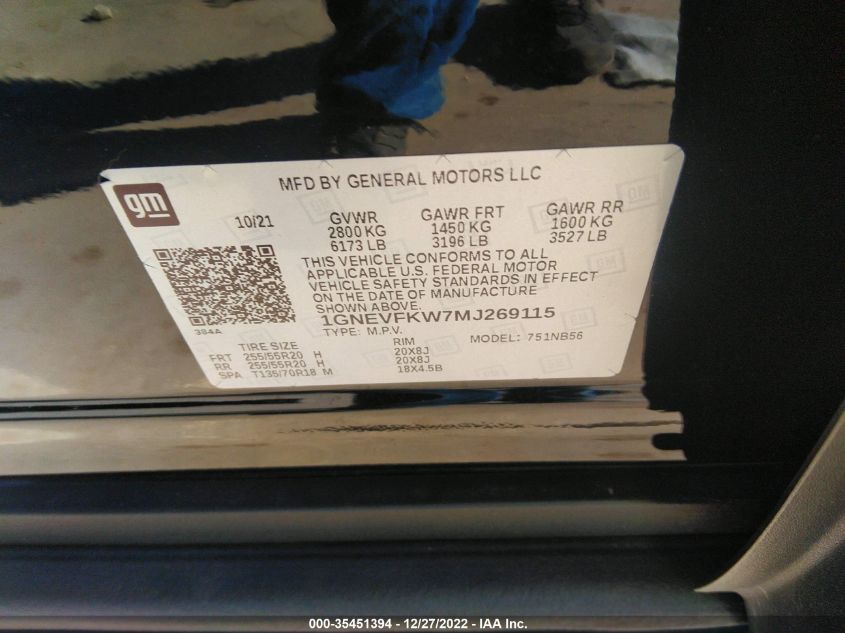 MFD BY GENERAL MOTORS LLC
gm
10/21
GVWR GAWR FRT GAWR RR
2800 KG 1450 KG 1600 KG
6173 LB 3196 LB 3527 LB
THIS VEHICLE CONFORMS TO ALL
APPLICABLE U.S. FEDERAL MOTOR
VEHICLE SAFETY STANDARDS IN EFFECT
ON THE DATE OF MANUFACTURE
SHOWN ABOVE.
1GNEVFKW7MJ269115
384A
TYPE: M.P.V. MODEL: 751NB56
TIRE SIZE RIM
FRT 255/55R20 H 20X8J
RR 255/55R20 H 20X8J
SPA T135/70R18 M 18X4.5B
000-35451394 - 12/27/2022 - IAA Inc.